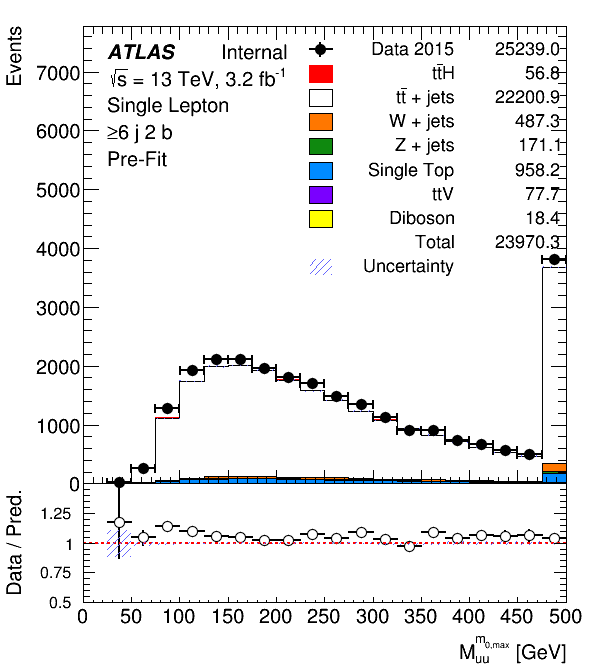 Events
ATLAS Internal
√s = 13 TeV, 3.2 fb⁻¹
Single Lepton
≥6 j 2 b
Pre-Fit
Data 2015 25239.0
tt̄H 56.8
tt̄ + jets 22200.9
W + jets 487.3
Z + jets 171.1
Single Top 958.2
ttV 77.7
Diboson 18.4
Total 23970.3
Uncertainty
7000
6000
5000
4000
3000
2000
1000
0
Data / Pred.
1.25
1
0.75
0.5
0 50 100 150 200 250 300 350 400 450 500
M_uu^m_0,max [GeV]